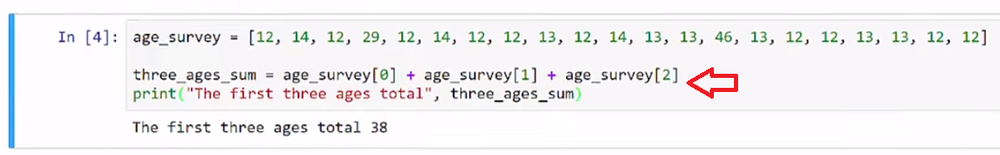 In [4]: age_survey = [12, 14, 12, 29, 12, 14, 12, 12, 13, 12, 14, 13, 13, 46, 13, 12, 12, 13, 13, 12, 12]
three_ages_sum = age_survey[0] + age_survey[1] + age_survey[2]
print("The first three ages total", three_ages_sum)
The first three ages total 38